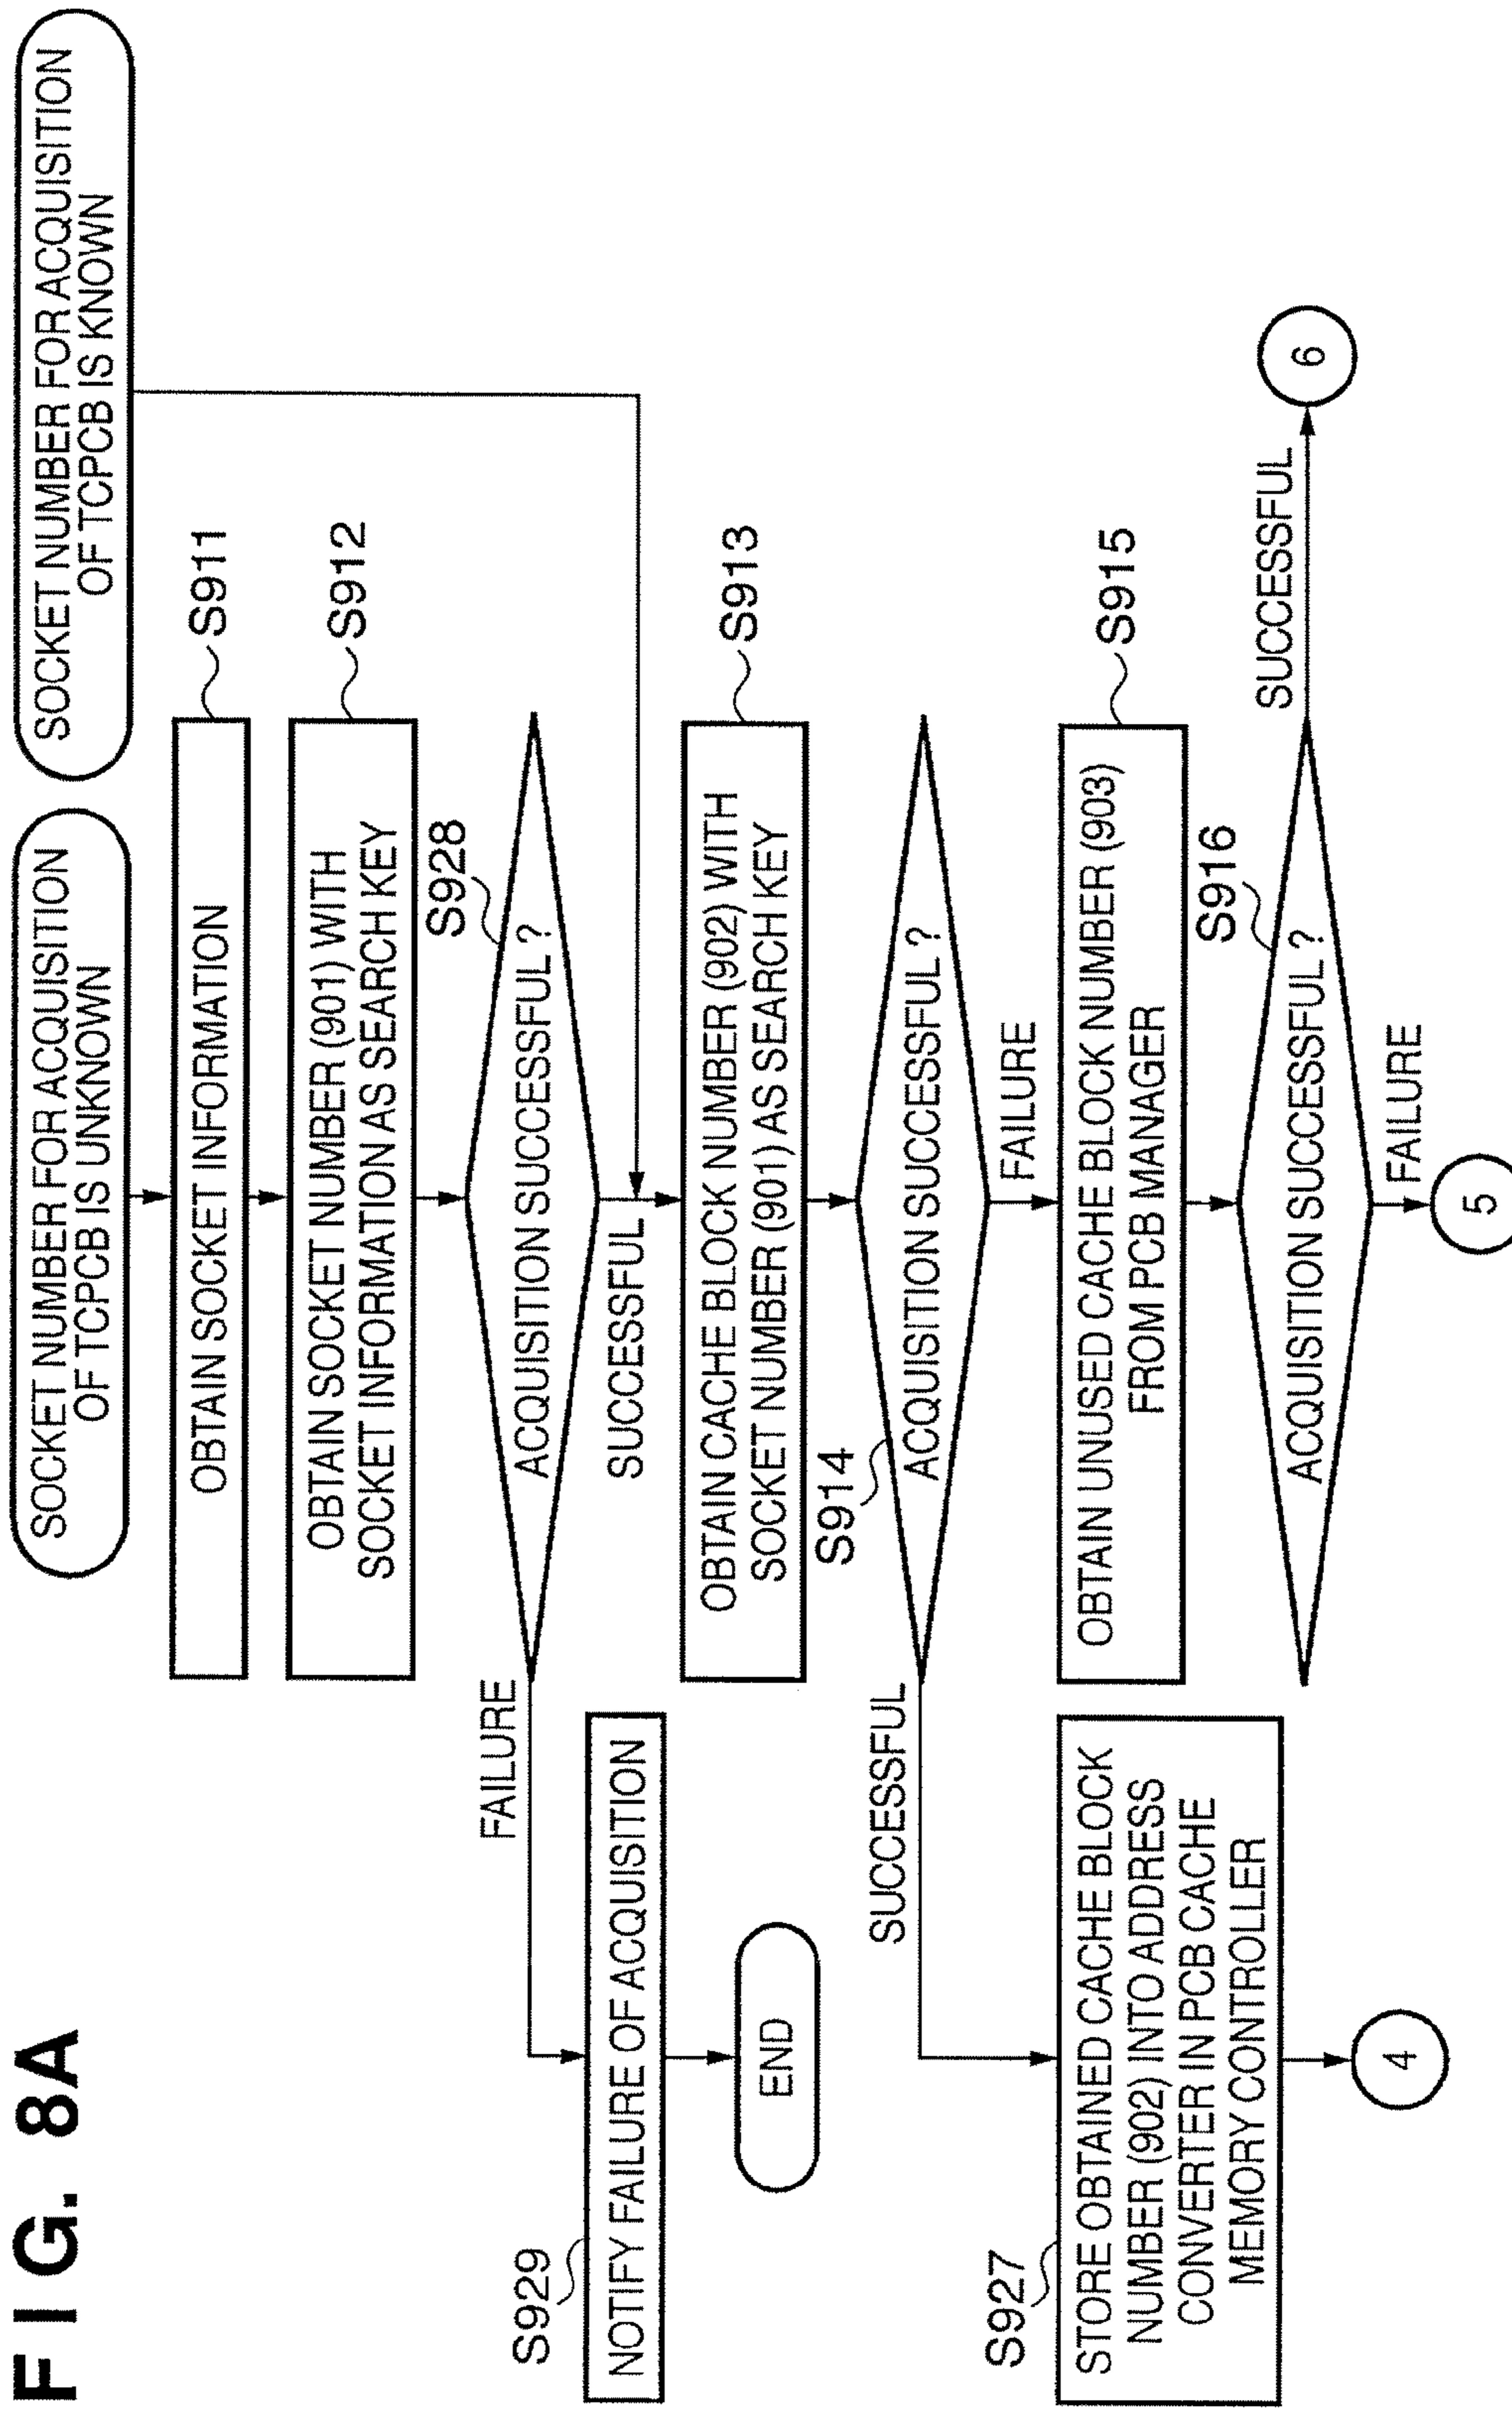 FIG. 8A
SOCKET NUMBER FOR ACQUISITION
OF TCPCB IS UNKNOWN
SOCKET NUMBER FOR ACQUISITION
OF TCPCB IS KNOWN
OBTAIN SOCKET INFORMATION
S911
OBTAIN SOCKET NUMBER (901) WITH
SOCKET INFORMATION AS SEARCH KEY
S912
S928
ACQUISITION SUCCESSFUL ?
FAILURE
SUCCESSFUL
S929
NOTIFY FAILURE OF ACQUISITION
END
OBTAIN CACHE BLOCK NUMBER (902) WITH
SOCKET NUMBER (901) AS SEARCH KEY
S913
S914
ACQUISITION SUCCESSFUL ?
SUCCESSFUL
FAILURE
S927
STORE OBTAINED CACHE BLOCK
NUMBER (902) INTO ADDRESS
CONVERTER IN PCB CACHE
MEMORY CONTROLLER
4
OBTAIN UNUSED CACHE BLOCK NUMBER (903)
FROM PCB MANAGER
S915
S916
ACQUISITION SUCCESSFUL ?
SUCCESSFUL
6
FAILURE
5